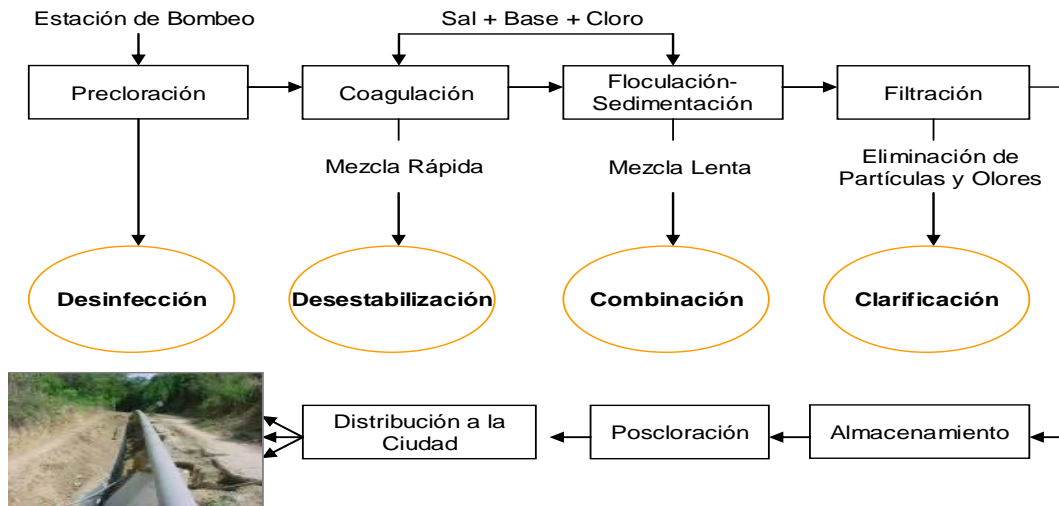 Estación de Bombeo
Sal + Base + Cloro
Precloración
Coagulación
Floculación-
Sedimentación
Filtración
Mezcla Rápida
Mezcla Lenta
Eliminación de
Partículas y Olores
Desinfección
Desestabilización
Combinación
Clarificación
Distribución a la
Ciudad
Poscloración
Almacenamiento